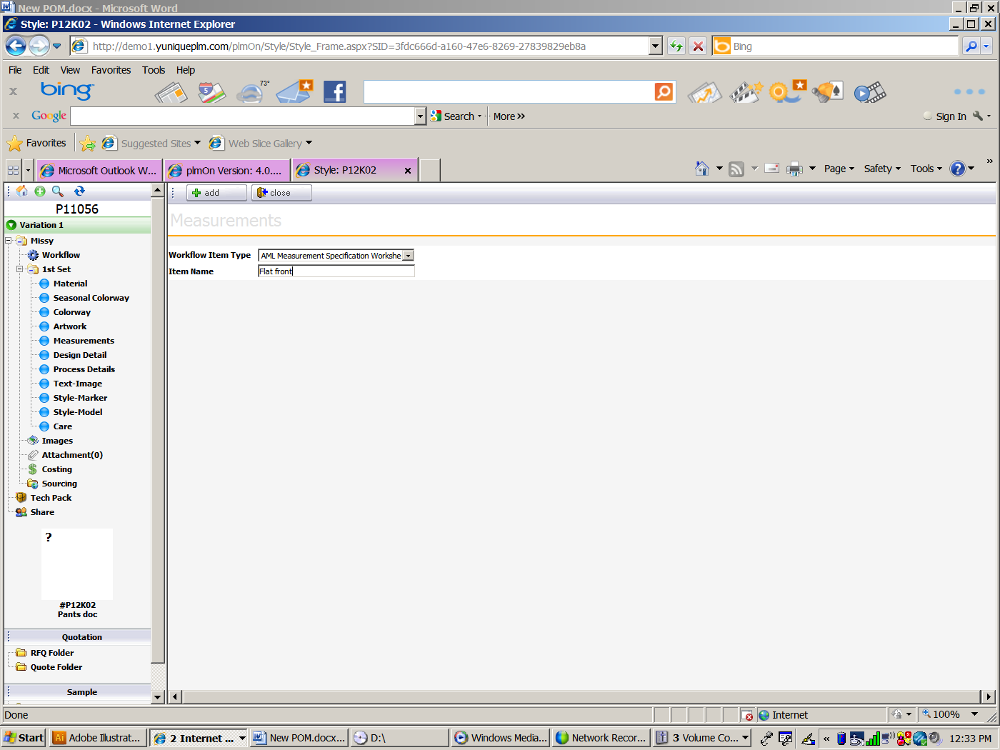 New POM.docx - Microsoft Word
Style: P12K02 - Windows Internet Explorer
http://demo1.yuniqueplm.com/plmOn/Style/Style_Frame.aspx?SID=3fdc666d-a160-47e6-8269-27839829eb8a
Bing
File Edit View Favorites Tools Help
x bing 5 73° f
x Google Search More >> Sign In
Favorites Suggested Sites Web Slice Gallery
Microsoft Outlook W... plmOn Version: 4.0.... Style: P12K02 x Page Safety Tools ? »
add close
P11056
Measurements
Variation 1
Missy
Workflow
Workflow Item Type AML Measurement Specification Workshe
1st Set
Item Name Flat front
Material
Seasonal Colorway
Colorway
Artwork
Measurements
Design Detail
Process Details
Text-Image
Style-Marker
Style-Model
Care
Images
Attachment(0)
Costing
Sourcing
Tech Pack
Share
?
#P12K02
Pants doc
Quotation
RFQ Folder
Quote Folder
Sample
Done Internet 100%
Start Ai Adobe Illustrat... 2 Internet ... New POM.docx... D:\ Windows Media... Network Recor... 3 Volume Co... « 12:33 PM